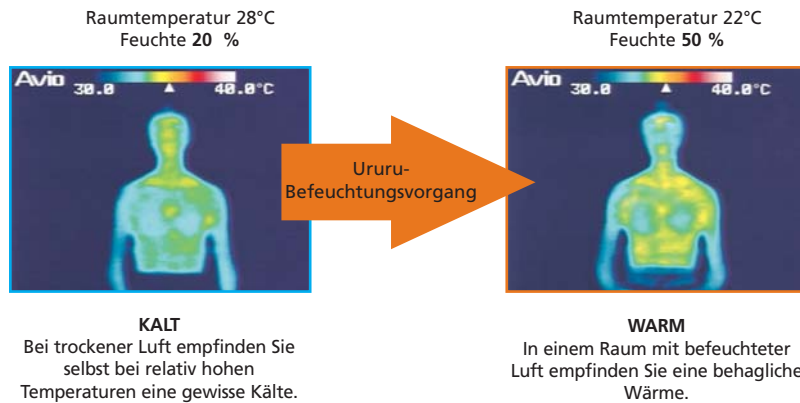 Raumtemperatur 28°C
Feuchte 20 %
Avio
30.0
40.0°C
KALT
Bei trockener Luft empfinden Sie
selbst bei relativ hohen
Temperaturen eine gewisse Kälte.
Ururu-
Befeuchtungsvorgang
Raumtemperatur 22°C
Feuchte 50 %
Avio
30.0
40.0°C
WARM
In einem Raum mit befeuchteter
Luft empfinden Sie eine behagliche
Wärme.